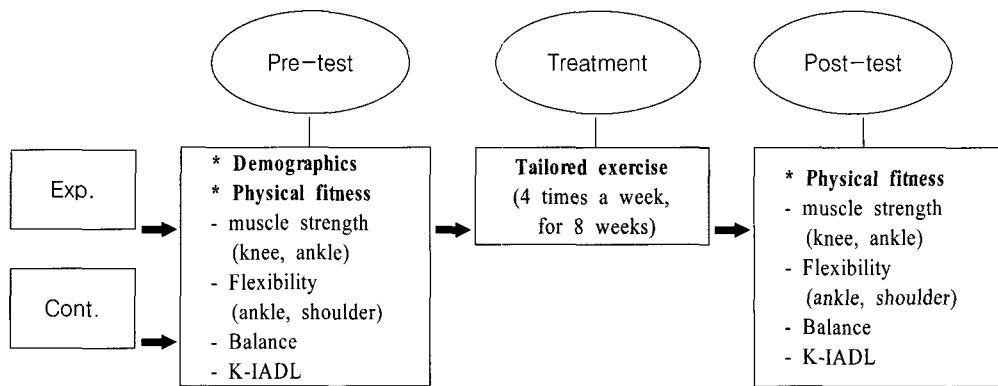 Pre-test
Treatment
Post-test
Exp.
Cont.
* Demographics
* Physical fitness
- muscle strength
(knee, ankle)
- Flexibility
(ankle, shoulder)
- Balance
- K-IADL
Tailored exercise
(4 times a week,
for 8 weeks)
* Physical fitness
- muscle strength
(knee, ankle)
- Flexibility
(ankle, shoulder)
- Balance
- K-IADL